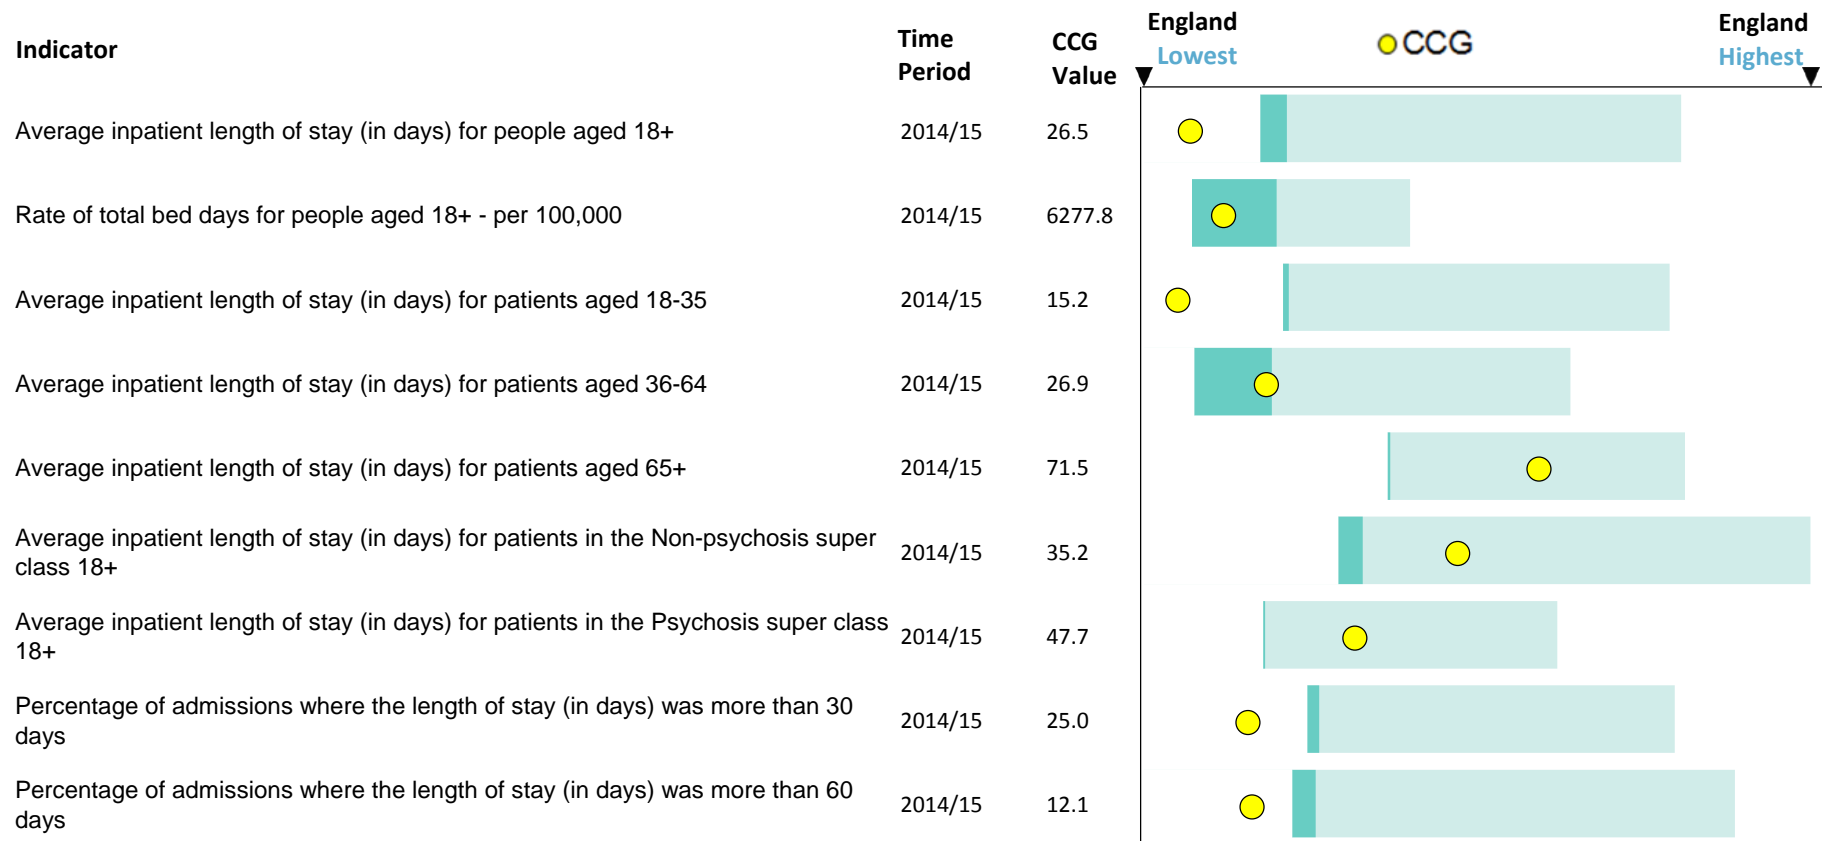 Indicator
Time
Period
CCG
Value
England
Lowest
CCG
England
Highest
Average inpatient length of stay (in days) for people aged 18+ 2014/15 26.5
Rate of total bed days for people aged 18+ - per 100,000 2014/15 6277.8
Average inpatient length of stay (in days) for patients aged 18-35 2014/15 15.2
Average inpatient length of stay (in days) for patients aged 36-64 2014/15 26.9
Average inpatient length of stay (in days) for patients aged 65+ 2014/15 71.5
Average inpatient length of stay (in days) for patients in the Non-psychosis super
class 18+ 2014/15 35.2
Average inpatient length of stay (in days) for patients in the Psychosis super class
18+ 2014/15 47.7
Percentage of admissions where the length of stay (in days) was more than 30
days 2014/15 25.0
Percentage of admissions where the length of stay (in days) was more than 60
days 2014/15 12.1